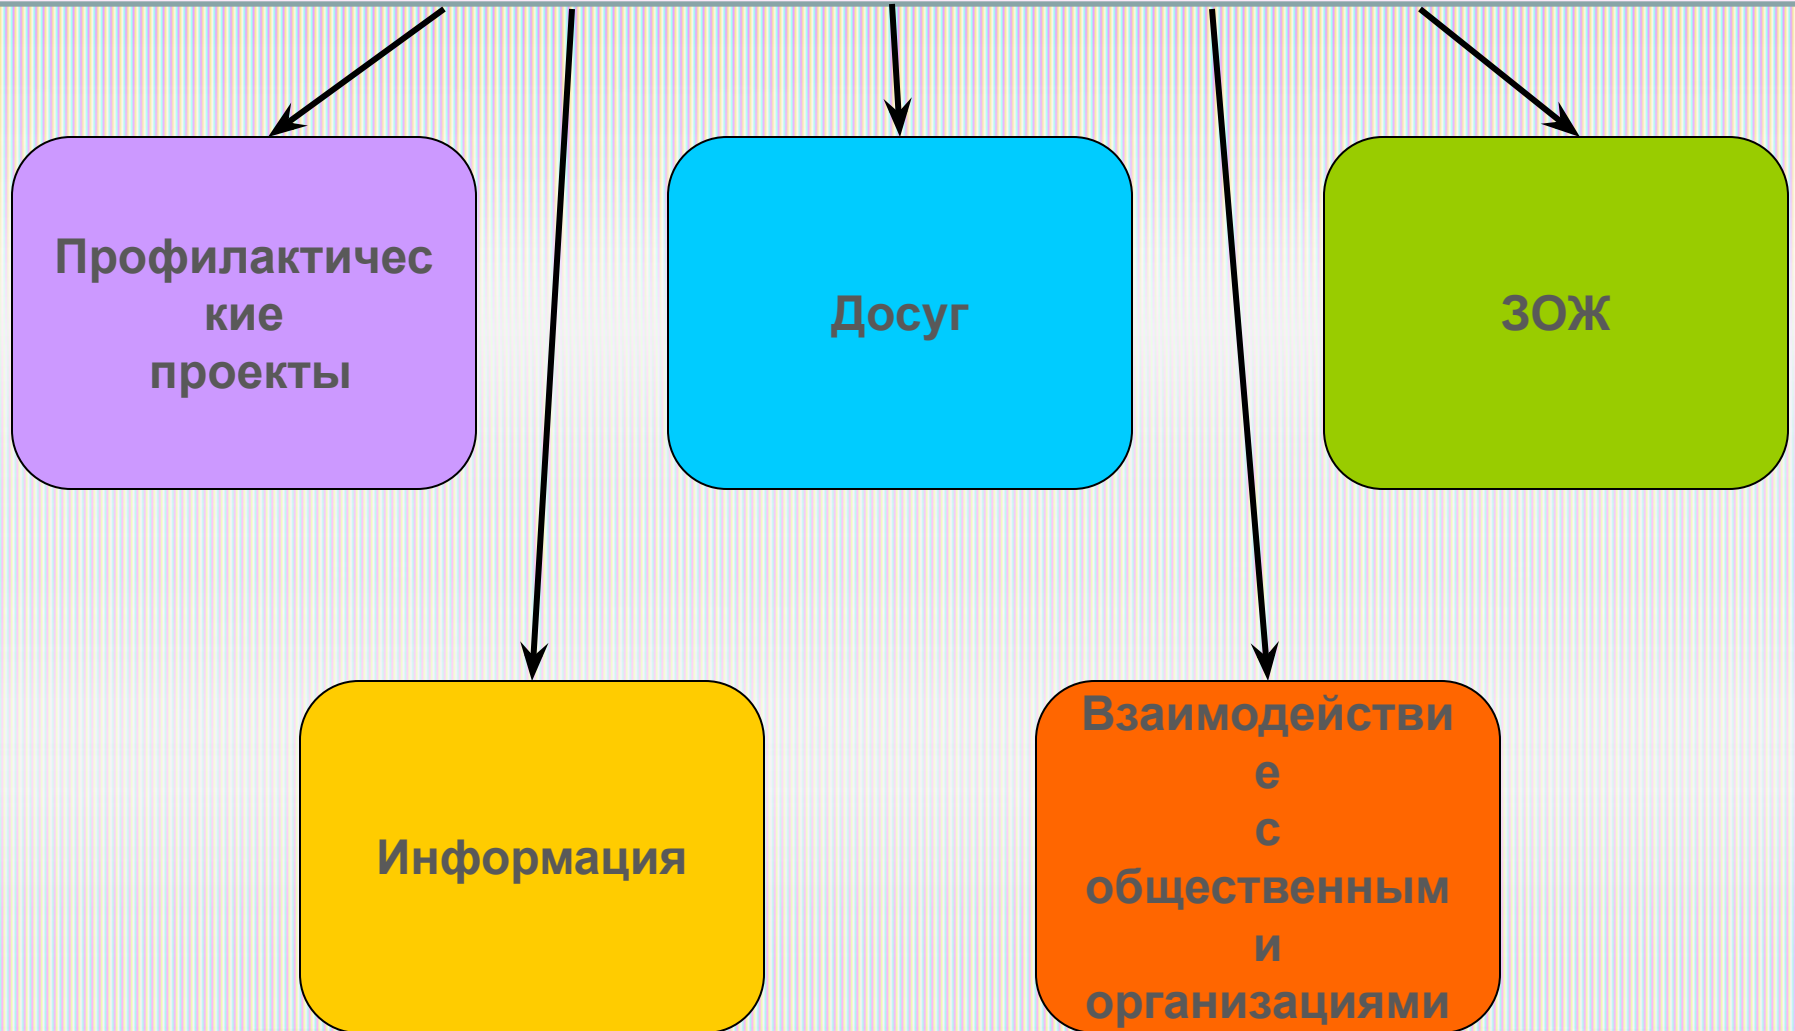 Профилактичес
кие
проекты
Досуг
ЗОЖ
Информация
Взаимодействи
е
с
общественным
и
организациями